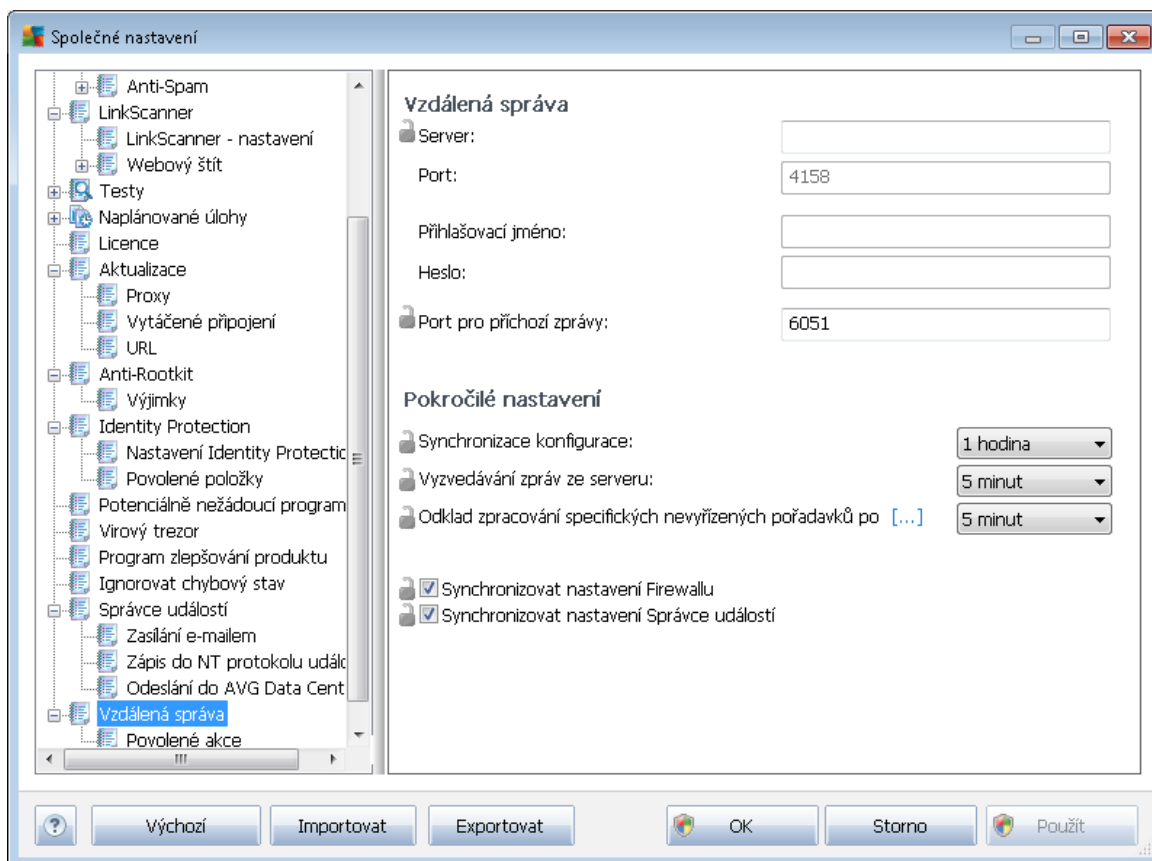 Společné nastavení
Anti-Spam
LinkScanner
LinkScanner - nastavení
Webový štít
Testy
Naplánované úlohy
Licence
Aktualizace
Proxy
Vytáčené připojení
URL
Anti-Rootkit
Výjimky
Identity Protection
Nastavení Identity Protectic
Povolené položky
Potenciálně nežádoucí program
Virový trezor
Program zlepšování produktu
Ignorovat chybový stav
Správce událostí
Zasílání e-mailem
Zápis do NT protokolu událc
Odeslání do AVG Data Cent
Vzdálená správa
Povolené akce
Vzdálená správa
Server:
Port: 4158
Přihlašovací jméno:
Heslo:
Port pro příchozí zprávy: 6051
Pokročilé nastavení
Synchronizace konfigurace: 1 hodina
Vyzvedávání zpráv ze serveru: 5 minut
Odklad zpracování specifických nevyřízených požadavků po [...] 5 minut
Synchronizovat nastavení Firewallu
Synchronizovat nastavení Správce událostí
? Výchozí Importovat Exportovat OK Storno Použít